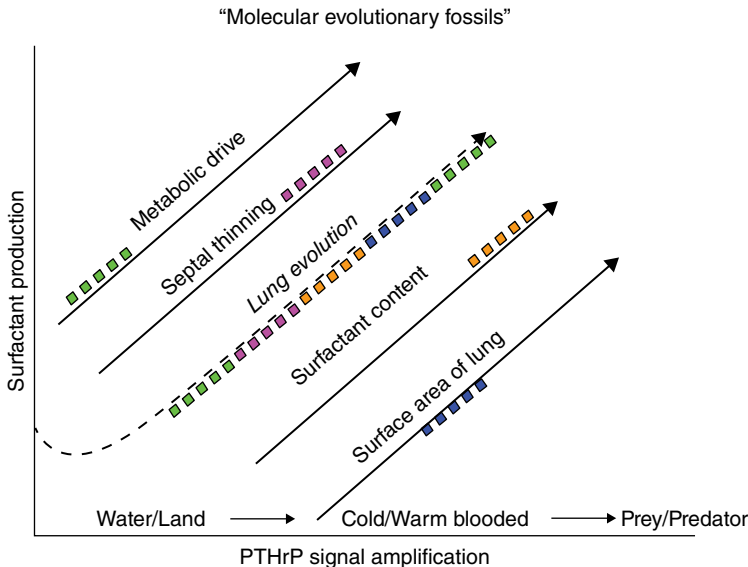 “Molecular evolutionary fossils”
Surfactant production
Metabolic drive
Septal thinning
Lung evolution
Surfactant content
Surface area of lung
Water/Land
Cold/Warm blooded
Prey/Predator
PTHrP signal amplification